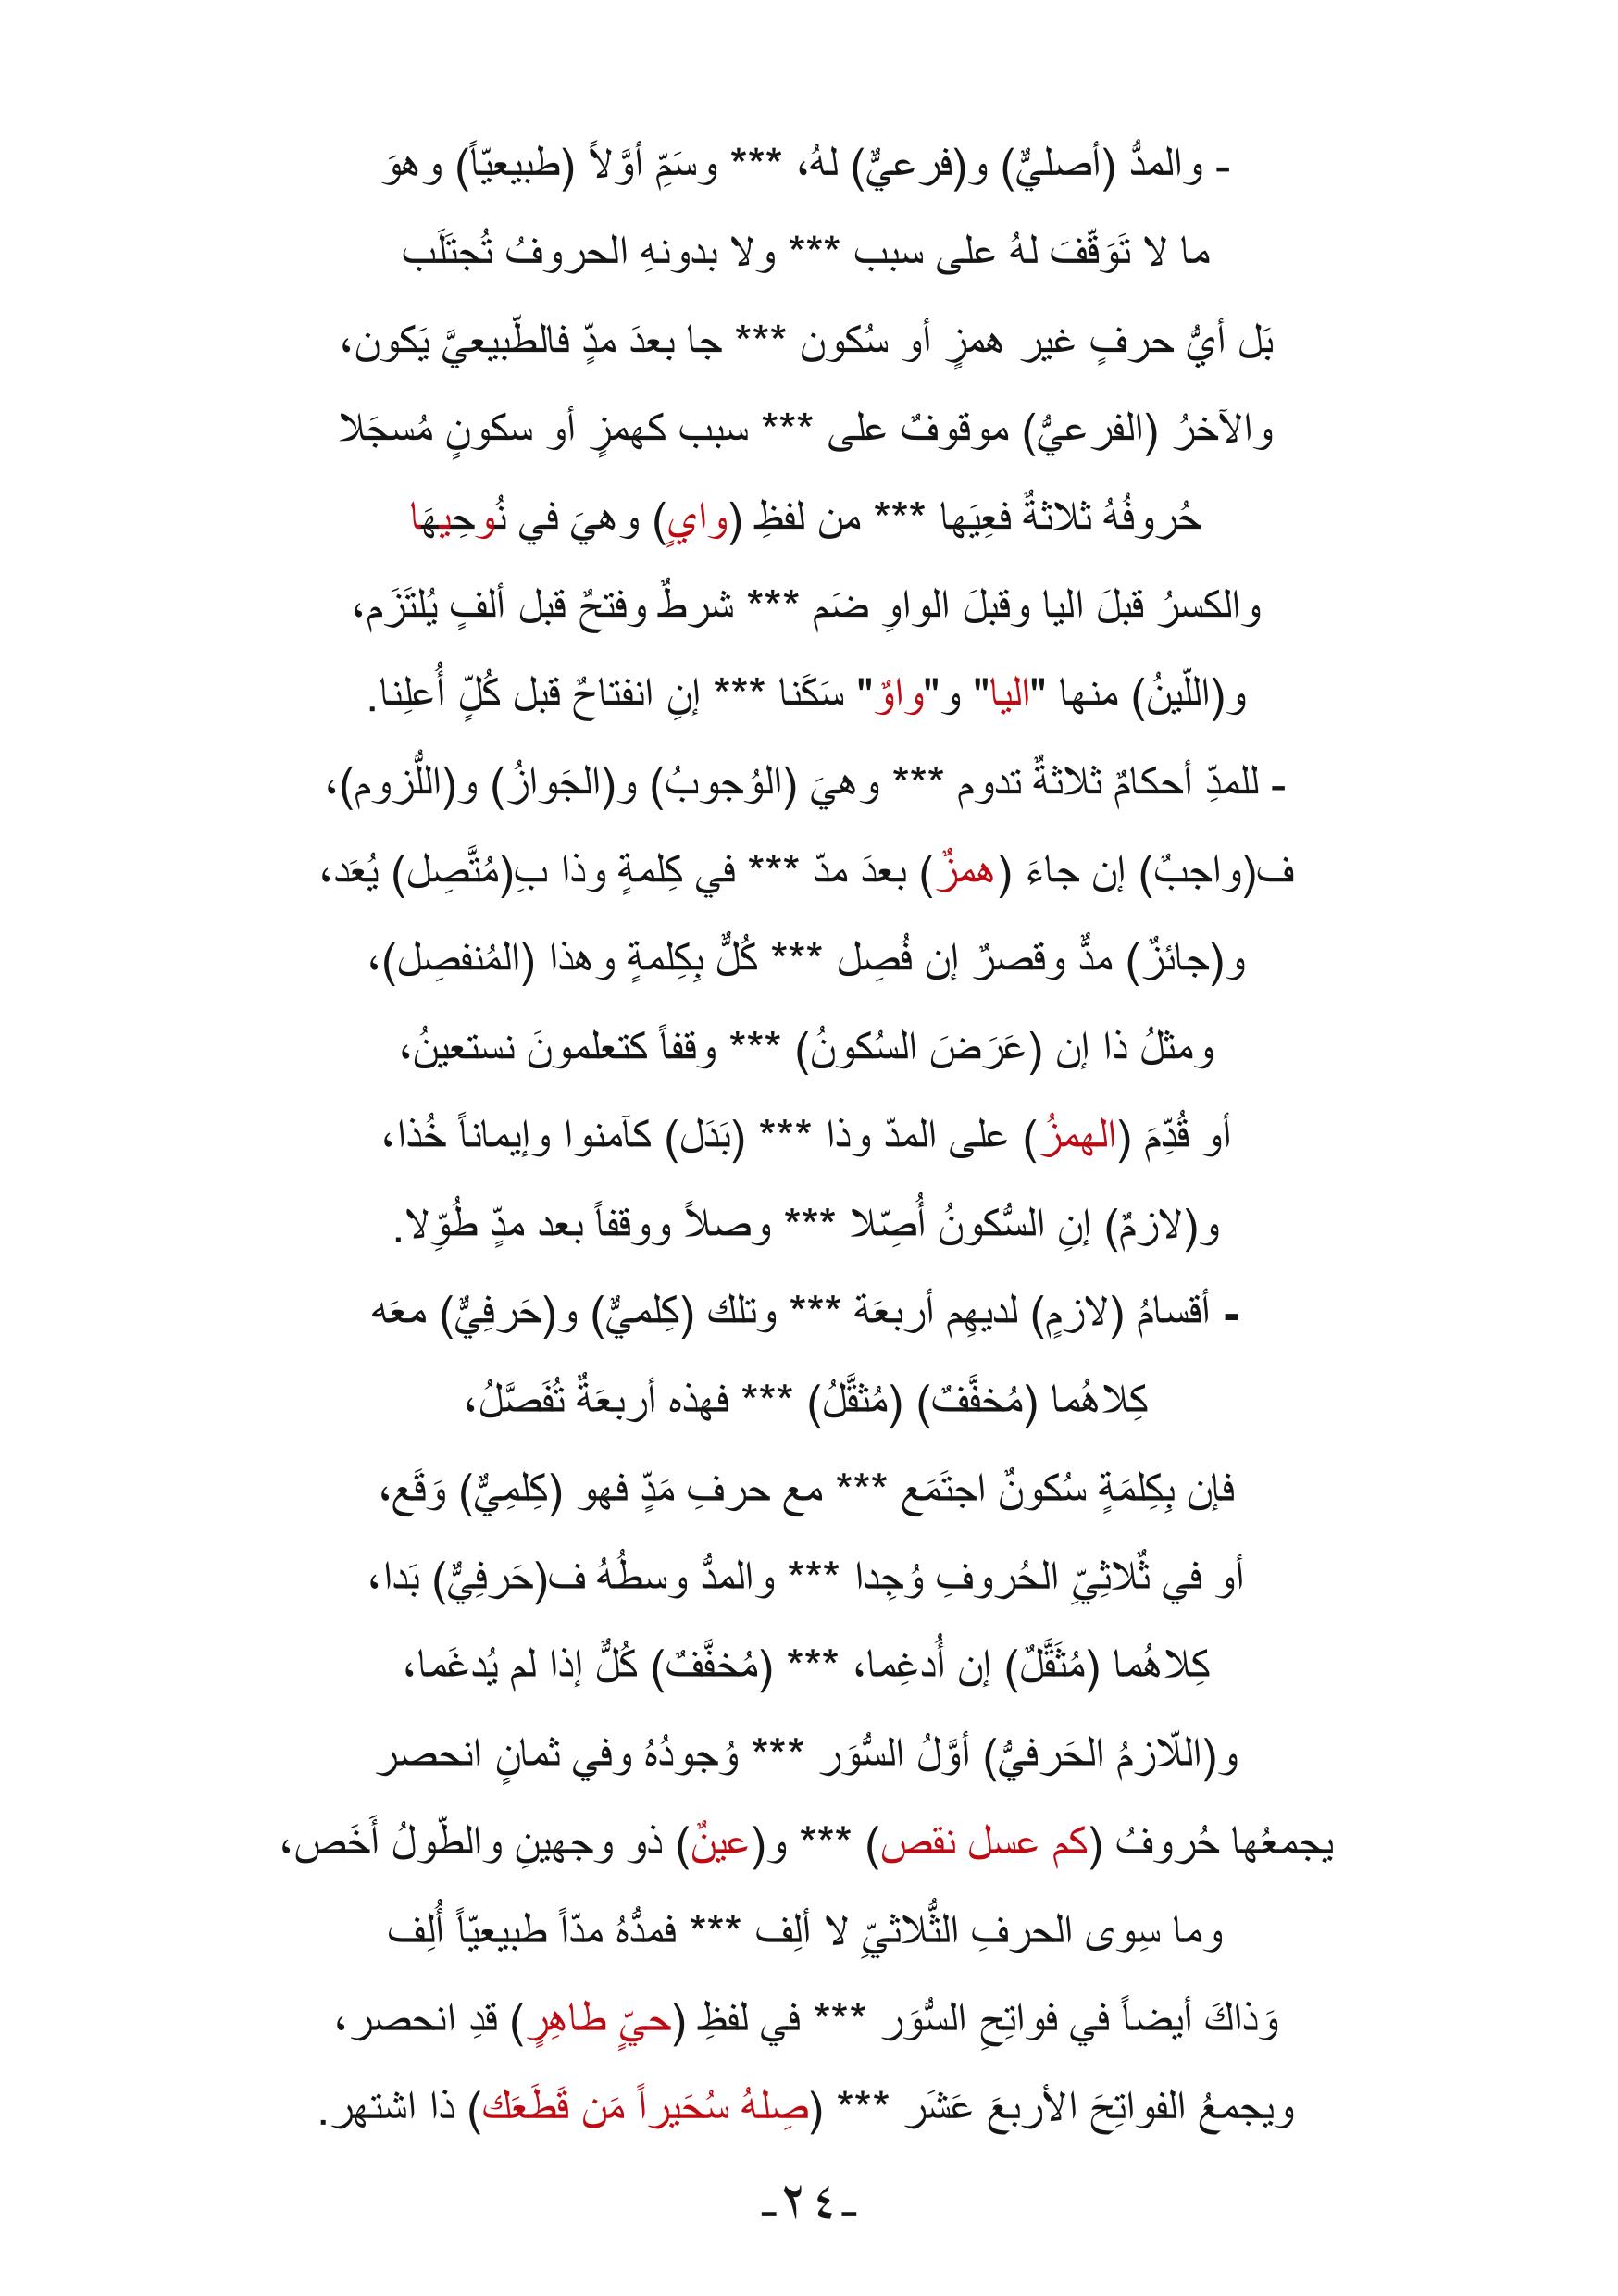 - والمدُّ (أصليٌّ) و(فرعيٌّ) لهُ، *** وسَمِّ أوَّلاً (طبيعيّاً) وهوَ
ما لا تَوَقّفَ لهُ على سبب *** ولا بدونهِ الحروفُ تُجتَلَب
بَل أيُّ حرفٍ غير همزٍ أو سُكون *** جا بعدَ مدٍّ فالطّبيعيَّ يَكون،
والآخرُ (الفرعيُّ) موقوفٌ على *** سبب كهمزٍ أو سكونٍ مُسجَلا
حُروفُهُ ثلاثةٌ فعِيَها *** من لفظِ (وايٍ) وهيَ في نُوحِيهَا
والكسرُ قبلَ اليا وقبلَ الواوِ ضَم *** شرطٌ وفتحٌ قبل ألفٍ يُلتَزَم،
و(اللّينُ) منها "اليا" و"واوٌ" سَكَنا *** إنِ انفتاحٌ قبل كُلٍّ أُعلِنا.
- للمدِّ أحكامٌ ثلاثةٌ تدوم *** وهيَ (الوُجوبُ) و(الجَوازُ) و(اللُّزوم)،
ف(واجبٌ) إن جاءَ (همزٌ) بعدَ مدّ *** في كِلمةٍ وذا بِ(مُتَّصِل) يُعَد،
و(جائزٌ) مدٌّ وقصرٌ إن فُصِل *** كُلٌّ بِكِلمةٍ وهذا (المُنفصِل)،
ومثلُ ذا إن (عَرَضَ السُكونُ) *** وقفاً كتعلمونَ نستعينُ،
أو قُدِّمَ (الهمزُ) على المدّ وذا *** (بَدَل) كآمنوا وإيماناً خُذا،
و(لازمٌ) إنِ السُّكونُ أُصِّلا *** وصلاً ووقفاً بعد مدٍّ طُوِّلا.
- أقسامُ (لازمٍ) لديهِم أربعَة *** وتلك (كِلميٌّ) و(حَرفِيٌّ) معَه
كِلاهُما (مُخفَّفٌ) (مُثقَّلُ) *** فهذه أربعَةٌ تُفَصَّلُ،
فإن بِكِلمَةٍ سُكونٌ اجتَمَع *** مع حرفِ مَدٍّ فهو (كِلمِيٌّ) وَقَع،
أو في ثٌلاثِيِّ الحُروفِ وُجِدا *** والمدُّ وسطُهُ ف(حَرفِيٌّ) بَدا،
كِلاهُما (مُثَقَّلٌ) إن أُدغِما، *** (مُخفَّفٌ) كُلٌّ إذا لم يُدغَما،
و(اللّازمُ الحَرفيُّ) أوَّلُ السُّوَر *** وُجودُهُ وفي ثمانٍ انحصر
يجمعُها حُروفُ (كم عسل نقص) *** و(عينٌ) ذو وجهينِ والطّولُ أَخَص،
وما سِوى الحرفِ الثُّلاثيِّ لا ألِف *** فمدُّهُ مدّاً طبيعيّاً أُلِف
وَذاكَ أيضاً في فواتِحِ السُّوَر *** في لفظِ (حيٍّ طاهِرٍ) قدِ انحصر،
ويجمعُ الفواتِحَ الأربعَ عَشَر *** (صِلهُ سُحَيراً مَن قَطَعَك) ذا اشتهر.
-٢٤-